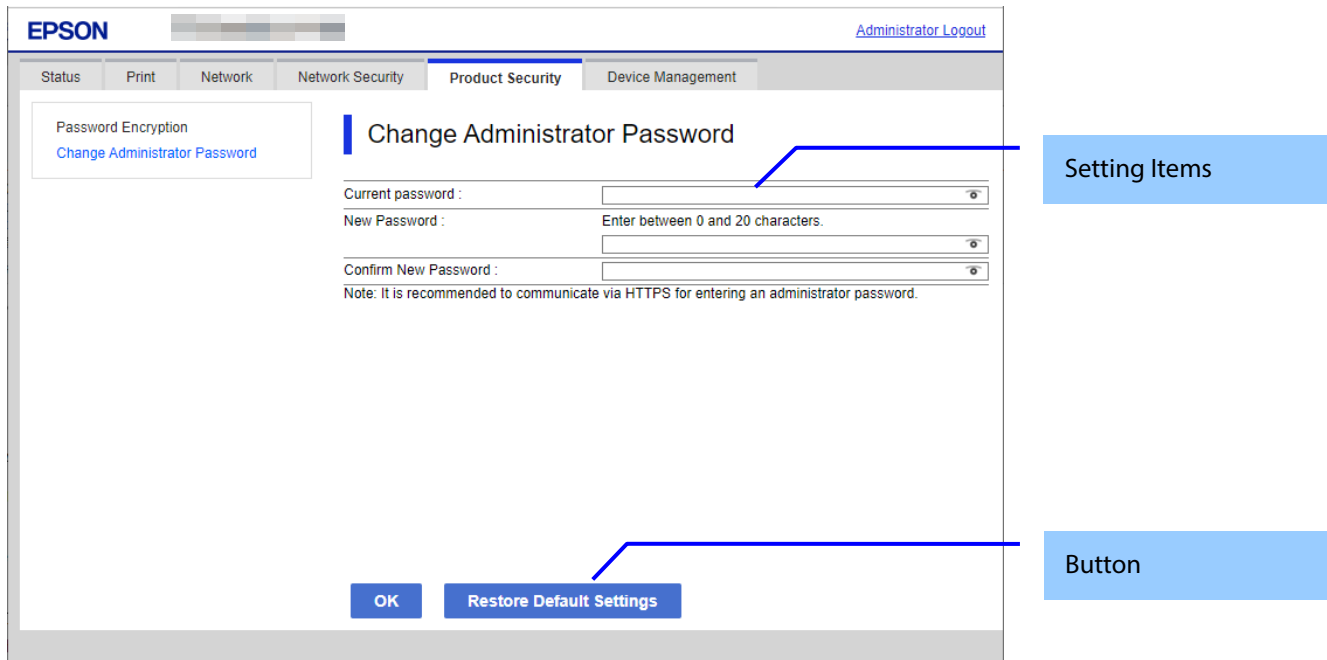 EPSON
Administrator Logout
Status Print Network Network Security Product Security Device Management
Password Encryption
Change Administrator Password
Change Administrator Password
Setting Items
Current password :
New Password : Enter between 0 and 20 characters.
Confirm New Password :
Note: It is recommended to communicate via HTTPS for entering an administrator password.
Button
OK Restore Default Settings